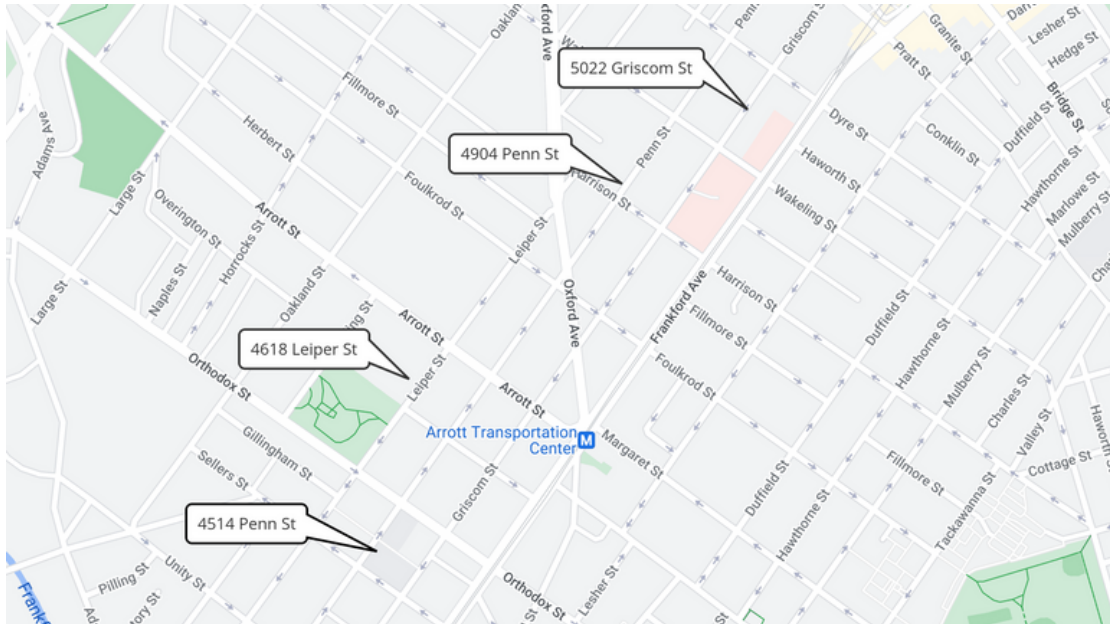 Oakland
Oxford Ave
Penn St
Griscom St
Granite St
Lesher St
Hedge St
Pratt St
5022 Griscom St
Fillmore St
Bridge St
Adams Ave
Herbert St
4904 Penn St
Penn St
Dyre St
Conklin St
Duffield St
Harrison St
Haworth St
Hawthorne St
Marlowe St
Mulberry St
Large St
Overington St
Arrott St
Foulkrod St
Leiper St
Wakeling St
Horrocks St
Naples St
Oakland St
Large St
Oxford Ave
Frankford Ave
Harrison St
Fillmore St
Duffield St
Hawthorne St
Arrott St
4618 Leiper St
Leiper St
Orthodox St
Foulkrod St
Mulberry St
Arrott St
Charles St
Valley St
Haworth
Gillingham St
Sellers St
Arrott Transportation
Center
M
Margaret St
Fillmore St
Cottage St
Griscom St
Duffield St
Hawthorne St
Tackawanna St
4514 Penn St
Pilling St
Unity St
Orthodox St
Lesher St